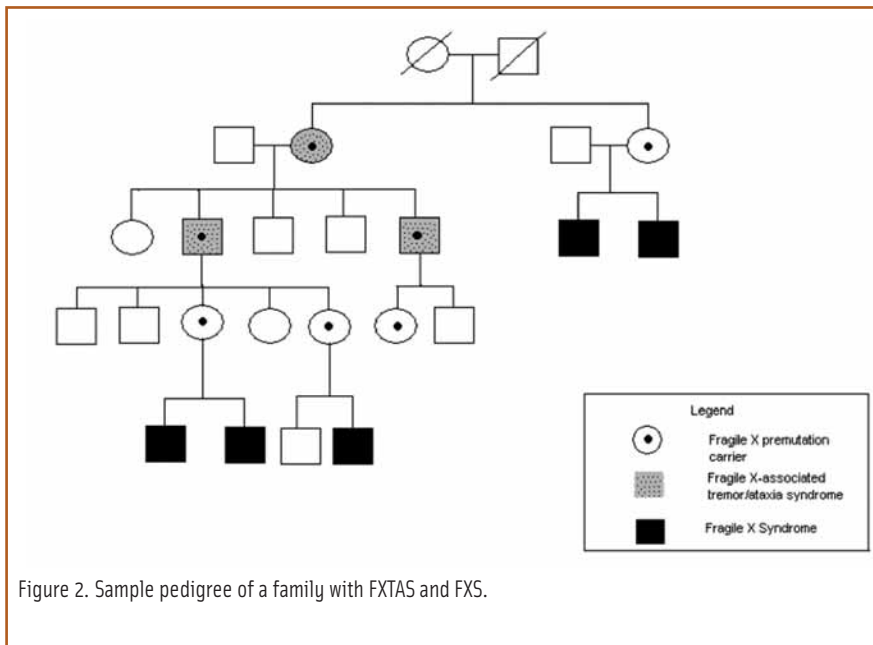 Legend
Fragile X premutation
carrier
Fragile X-associated
tremor/ataxia syndrome
Fragile X Syndrome
Figure 2. Sample pedigree of a family with FXTAS and FXS.